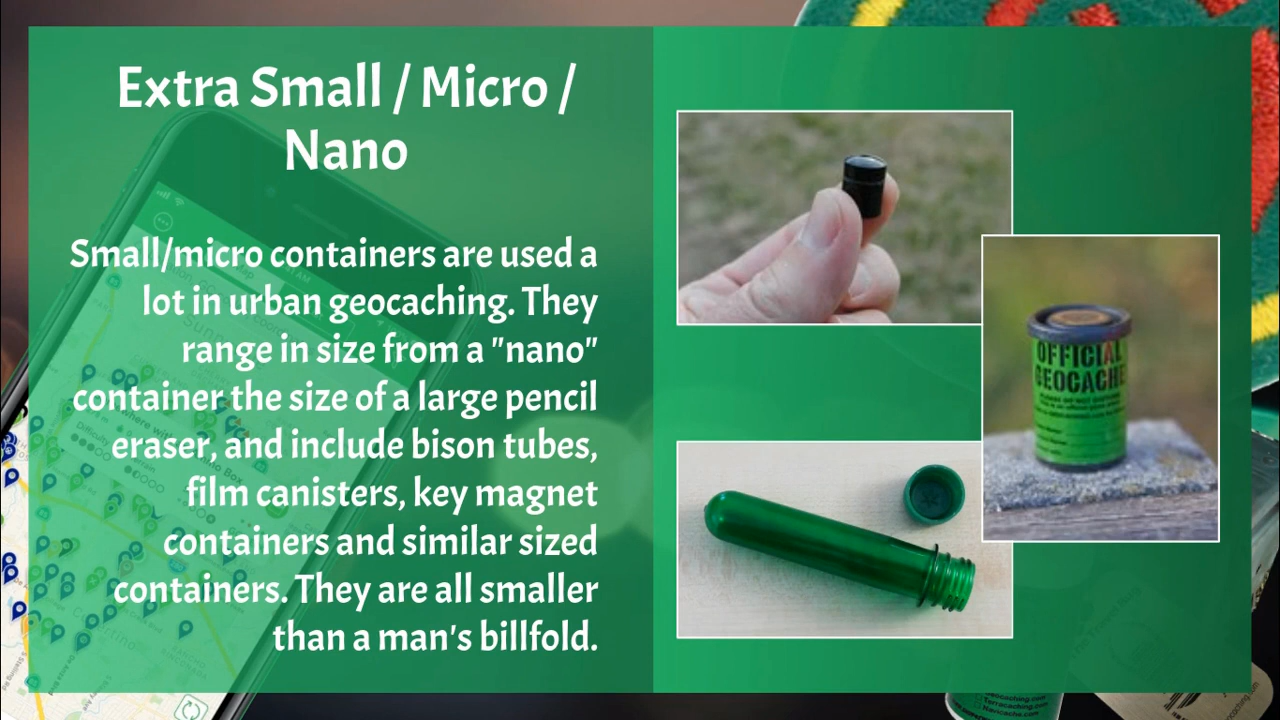 Extra Small / Micro /
Nano
Small/micro containers are used a
lot in urban geocaching. They
range in size from a "nano"
container the size of a large pencil
eraser, and include bison tubes,
film canisters, key magnet
containers and similar sized
containers. They are all smaller
than a man's billfold.
OFFICIAL
GEOCACHE